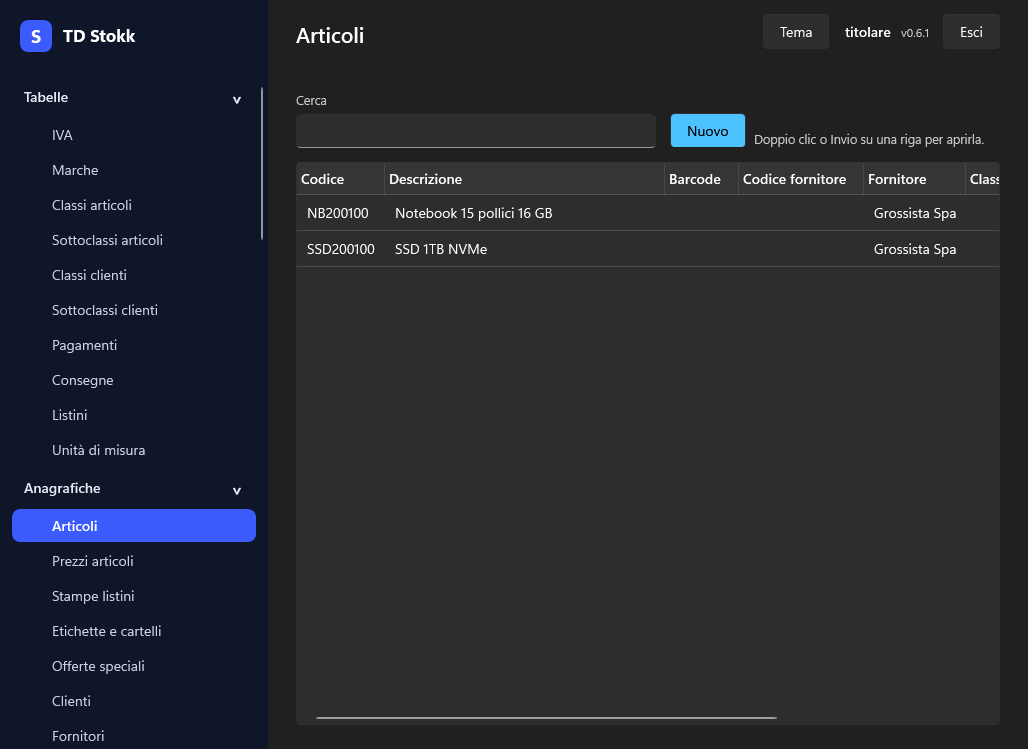 S TD Stokk
Tabelle v
IVA
Marche
Classi articoli
Sottoclassi articoli
Classi clienti
Sottoclassi clienti
Pagamenti
Consegne
Listini
Unità di misura
Anagrafiche v
Articoli
Prezzi articoli
Stampe listini
Etichette e cartelli
Offerte speciali
Clienti
Fornitori
Articoli
Tema titolare v0.6.1 Esci
Cerca
Nuovo Doppio clic o Invio su una riga per aprirla.
Codice Descrizione Barcode Codice fornitore Fornitore Class
NB200100 Notebook 15 pollici 16 GB Grossista Spa
SSD200100 SSD 1TB NVMe Grossista Spa